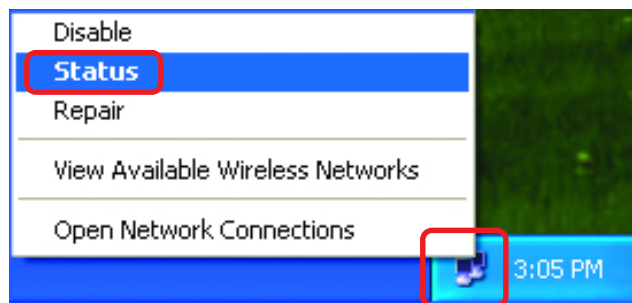 Disable
Status
Repair
View Available Wireless Networks
Open Network Connections
3:05 PM